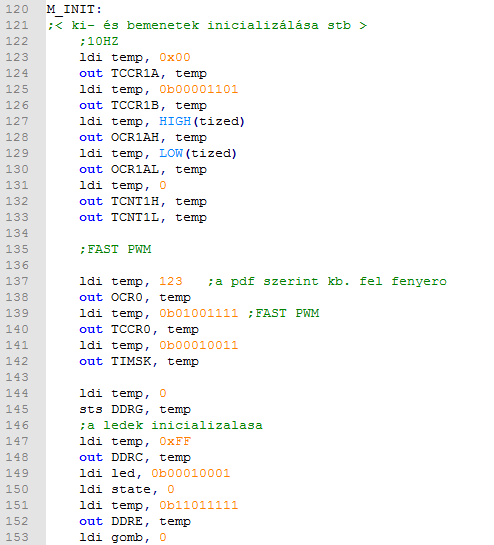 120 M_INIT:
121 ;< ki- és bemenetek inicializálása stb >
122 ;10HZ
123 ldi temp, 0x00
124 out TCCR1A, temp
125 ldi temp, 0b00001101
126 out TCCR1B, temp
127 ldi temp, HIGH(tized)
128 out OCR1AH, temp
129 ldi temp, LOW(tized)
130 out OCR1AL, temp
131 ldi temp, 0
132 out TCNT1H, temp
133 out TCNT1L, temp
134
135 ;FAST PWM
136
137 ldi temp, 123 ;a pdf szerint kb. fel fenyero
138 out OCR0, temp
139 ldi temp, 0b01001111 ;FAST PWM
140 out TCCR0, temp
141 ldi temp, 0b00010011
142 out TIMSK, temp
143
144 ldi temp, 0
145 sts DDRG, temp
146 ;a ledek inicializalasa
147 ldi temp, 0xFF
148 out DDRC, temp
149 ldi led, 0b00010001
150 ldi state, 0
151 ldi temp, 0b11011111
152 out DDRE, temp
153 ldi gomb, 0